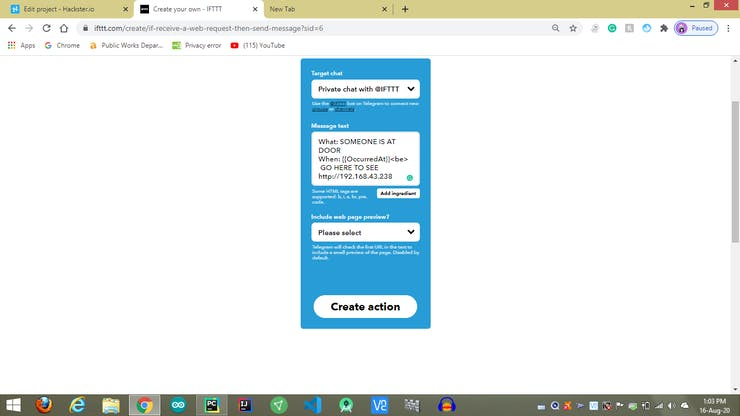 Edit project - Hackster.io
Create your own - IFTTT
New Tab
ifttt.com/create/if-receive-a-web-request-then-send-message?sid=6
Paused
Apps
Chrome
Public Works Depar...
Privacy error
(115) YouTube
Target chat
Private chat with @IFTTT
Use the @IFTTT bot on Telegram to connect new
Message text
What: SOMEONE IS AT
DOOR
When: {{OccurredAt}}<be>
GO HERE TO SEE
http://192.168.43.238
Some HTML tags are
supported: b, i, a, br, pre,
code.
Add ingredient
Include web page preview?
Please select
Telegram will check the first URL in the text to
include a small preview of the page. Disabled by
default.
Create action
1:03 PM
16-Aug-20